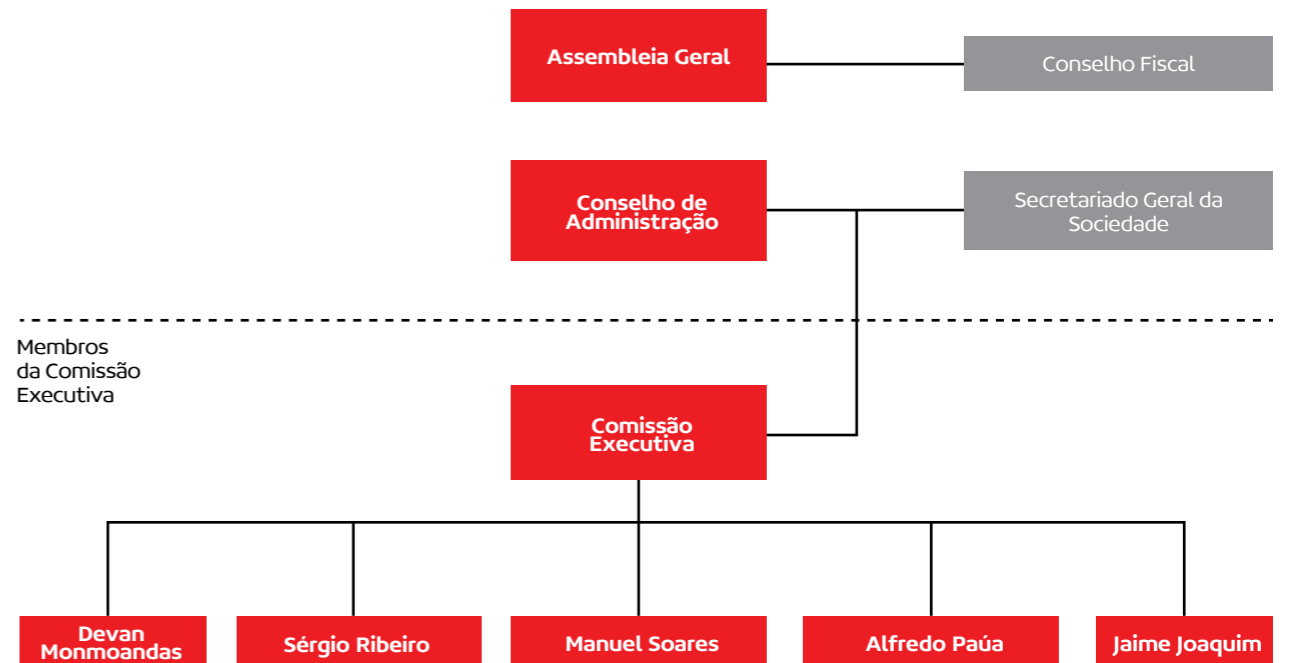 Assembleia Geral
Conselho Fiscal
Conselho de
Administração
Secretariado Geral da
Sociedade
Membros
da Comissão
Executiva
Comissão
Executiva
Devan
Monmoandas
Sérgio Ribeiro
Manuel Soares
Alfredo Paúa
Jaime Joaquim